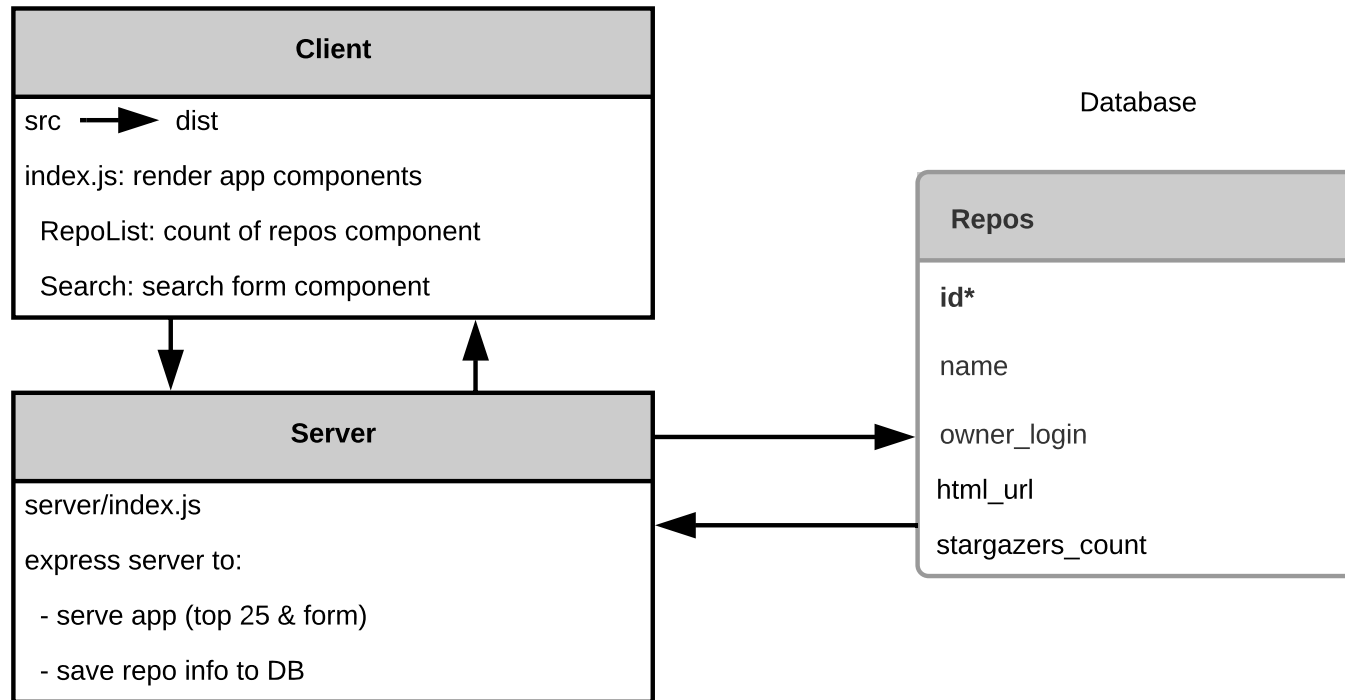 Client
src dist
index.js: render app components
RepoList: count of repos component
Search: search form component
Server
server/index.js
express server to:
- serve app (top 25 & form)
- save repo info to DB
Database
Repos
id*
name
owner_login
html_url
stargazers_count